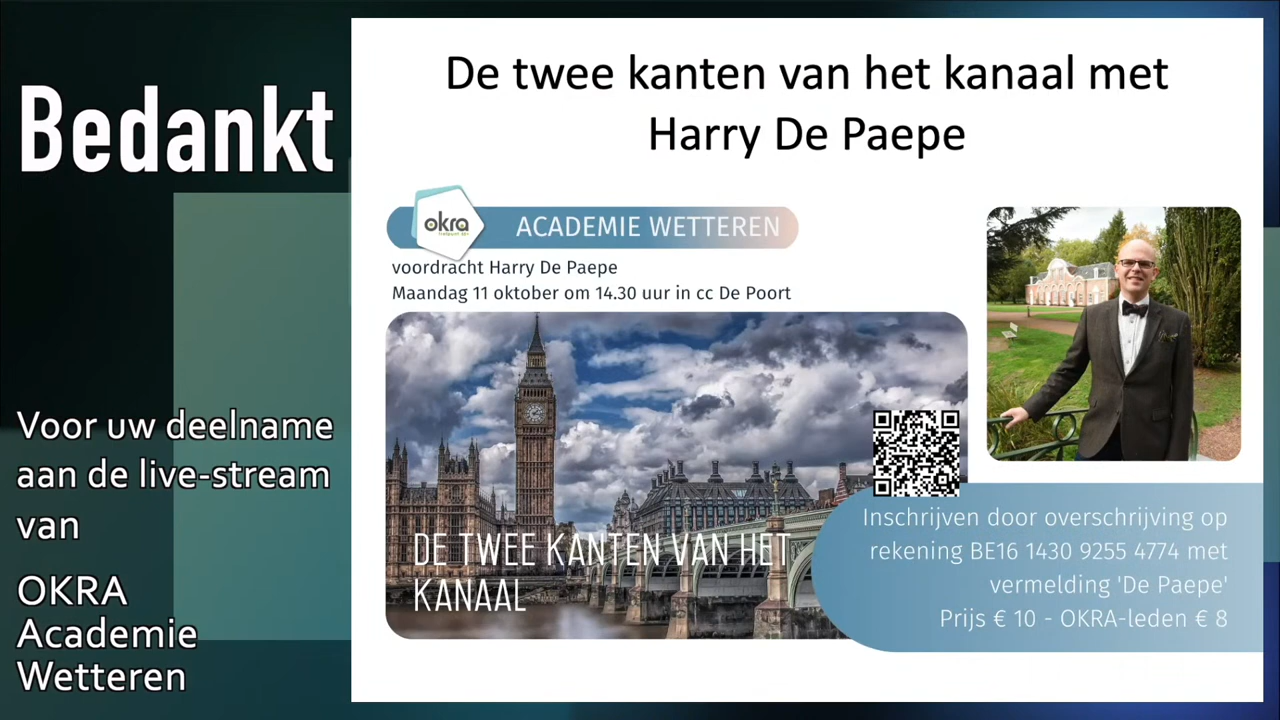 Bedankt
Voor uw deelname
aan de live-stream
van
OKRA
Academie
Wetteren
De twee kanten van het kanaal met
Harry De Paepe
okra
ACADEMIE WETTEREN
voordracht Harry De Paepe
Maandag 11 oktober om 14.30 uur in cc De Poort
DE TWEE KANTEN VAN HET
KANAAL
Inschrijven door overschrijving op
rekening BE16 1430 9255 4774 met
vermelding 'De Paepe'
Prijs € 10 - OKRA-leden € 8